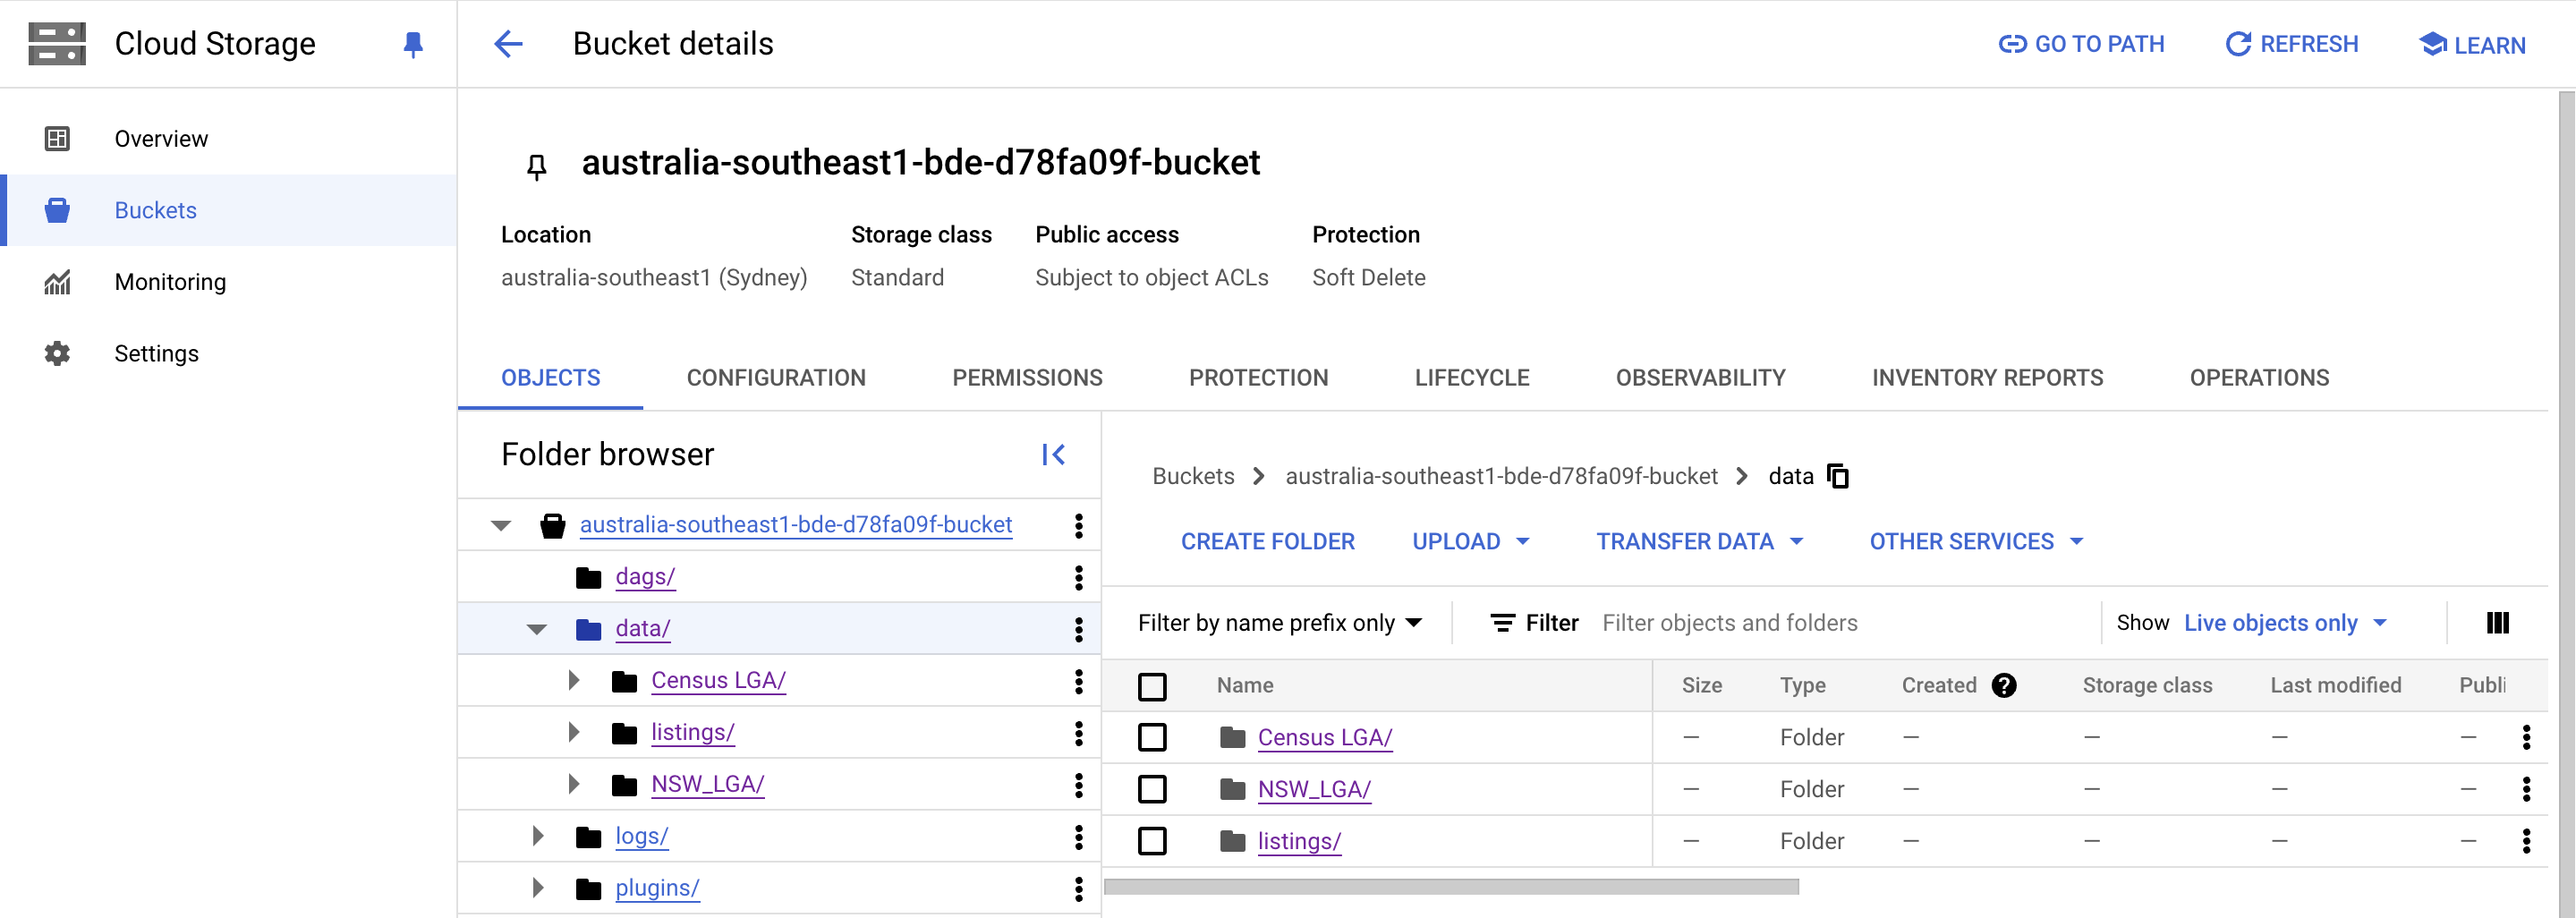 Cloud Storage
Bucket details
GO TO PATH
REFRESH
LEARN
Overview
Buckets
Monitoring
Settings
australia-southeast1-bde-d78fa09f-bucket
Location Storage class Public access Protection
australia-southeast1 (Sydney) Standard Subject to object ACLs Soft Delete
OBJECTS CONFIGURATION PERMISSIONS PROTECTION LIFECYCLE OBSERVABILITY INVENTORY REPORTS OPERATIONS
Folder browser
australia-southeast1-bde-d78fa09f-bucket
dags/
data/
Census LGA/
listings/
NSW_LGA/
logs/
plugins/
Buckets > australia-southeast1-bde-d78fa09f-bucket > data
CREATE FOLDER UPLOAD TRANSFER DATA OTHER SERVICES
Filter by name prefix only Filter Filter objects and folders Show Live objects only
Name Size Type Created ? Storage class Last modified Publi
Census LGA/ — Folder — — — —
NSW_LGA/ — Folder — — — —
listings/ — Folder — — — —